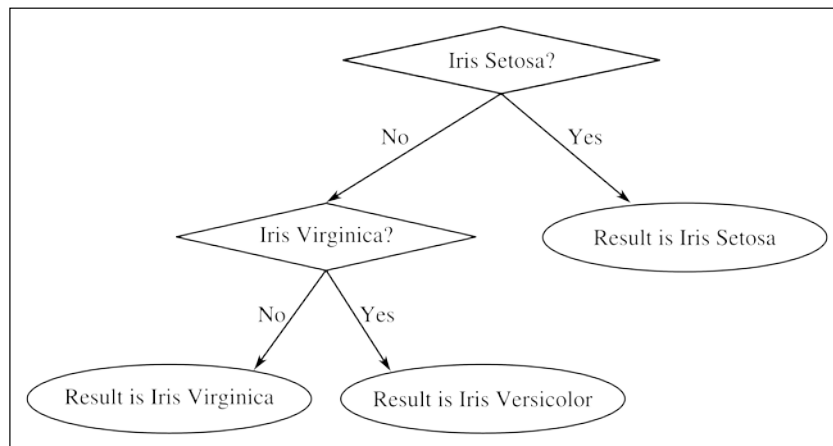 Iris Setosa?
No
Yes
Iris Virginica?
Result is Iris Setosa
No
Yes
Result is Iris Virginica
Result is Iris Versicolor